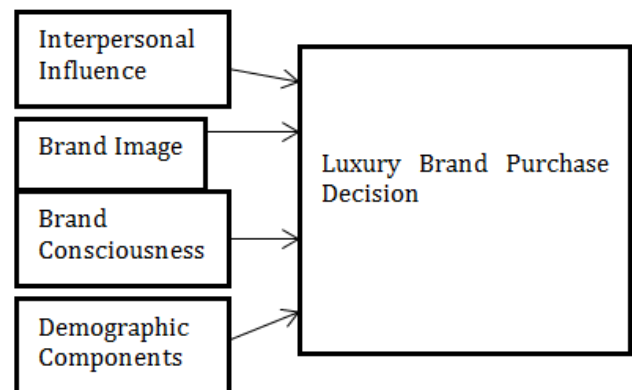 Interpersonal
Influence
Brand Image
Luxury Brand Purchase
Decision
Brand
Consciousness
Demographic
Components